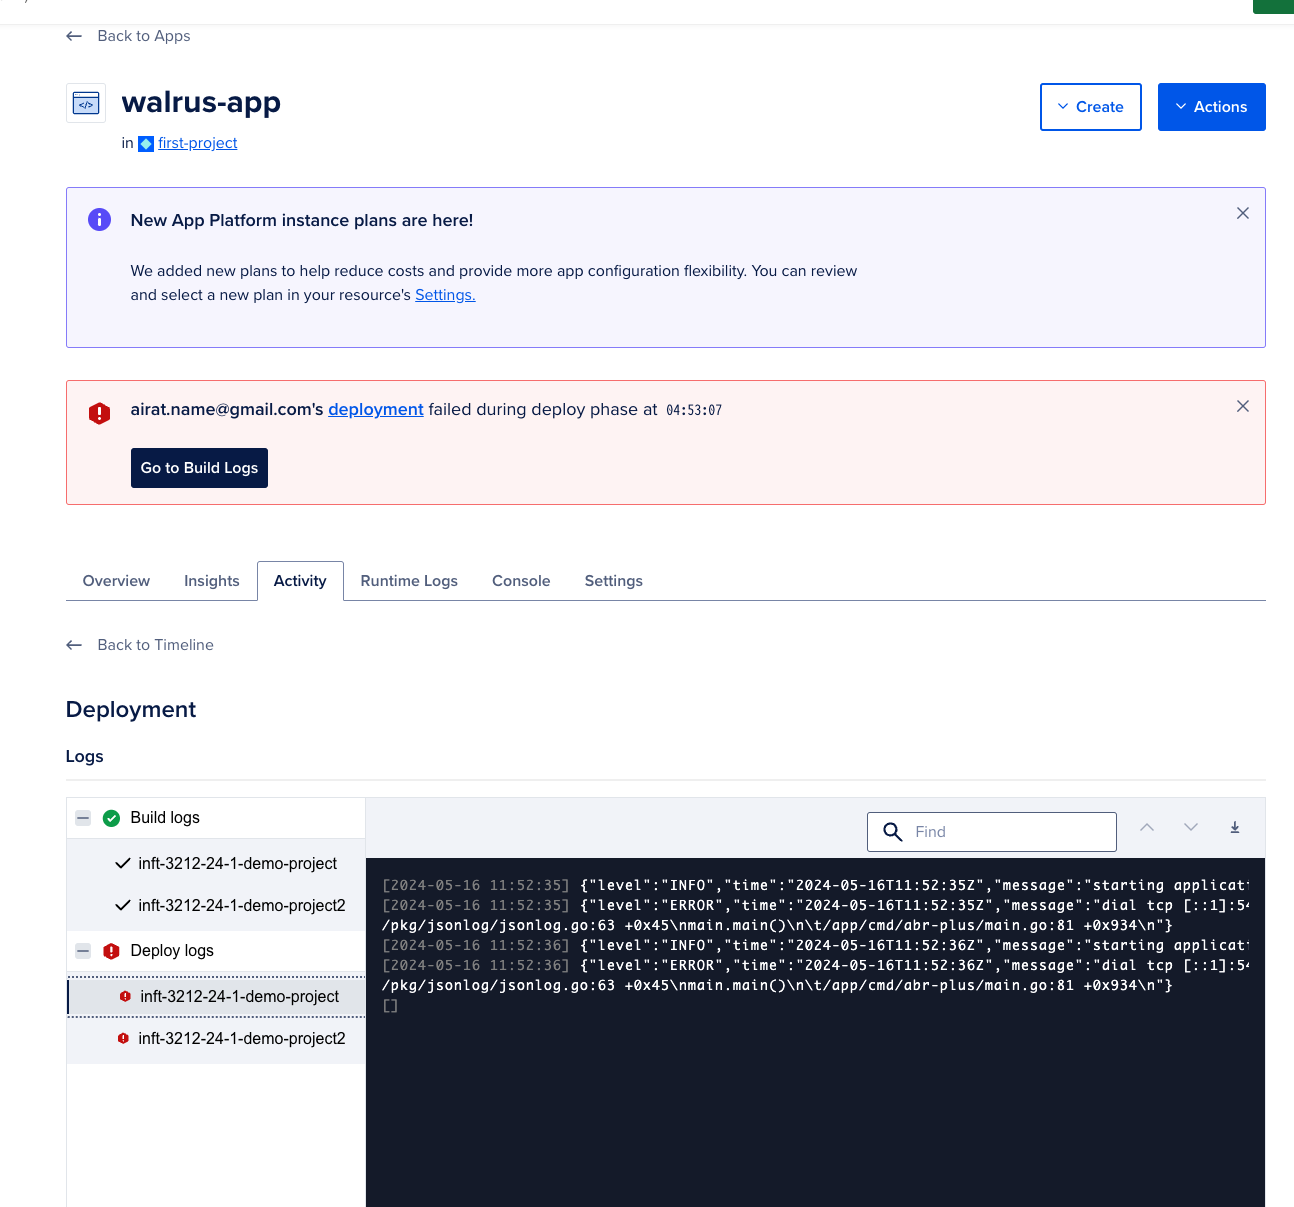 Back to Apps
walrus-app
in first-project
Create
Actions
New App Platform instance plans are here!
We added new plans to help reduce costs and provide more app configuration flexibility. You can review
and select a new plan in your resource's Settings.
airat.name@gmail.com's deployment failed during deploy phase at 04:53:07
Go to Build Logs
Overview Insights Activity Runtime Logs Console Settings
Back to Timeline
Deployment
Logs
Build logs
inft-3212-24-1-demo-project
inft-3212-24-1-demo-project2
Deploy logs
inft-3212-24-1-demo-project
inft-3212-24-1-demo-project2
Find
[2024-05-16 11:52:35] {"level":"INFO","time":"2024-05-16T11:52:35Z","message":"starting applicati
[2024-05-16 11:52:35] {"level":"ERROR","time":"2024-05-16T11:52:35Z","message":"dial tcp [::1]:54
/pkg/jsonlog/jsonlog.go:63 +0x45\nmain.main()\n\t/app/cmd/abr-plus/main.go:81 +0x934\n"}
[2024-05-16 11:52:36] {"level":"INFO","time":"2024-05-16T11:52:36Z","message":"starting applicati
[2024-05-16 11:52:36] {"level":"ERROR","time":"2024-05-16T11:52:36Z","message":"dial tcp [::1]:54
/pkg/jsonlog/jsonlog.go:63 +0x45\nmain.main()\n\t/app/cmd/abr-plus/main.go:81 +0x934\n"}
[]